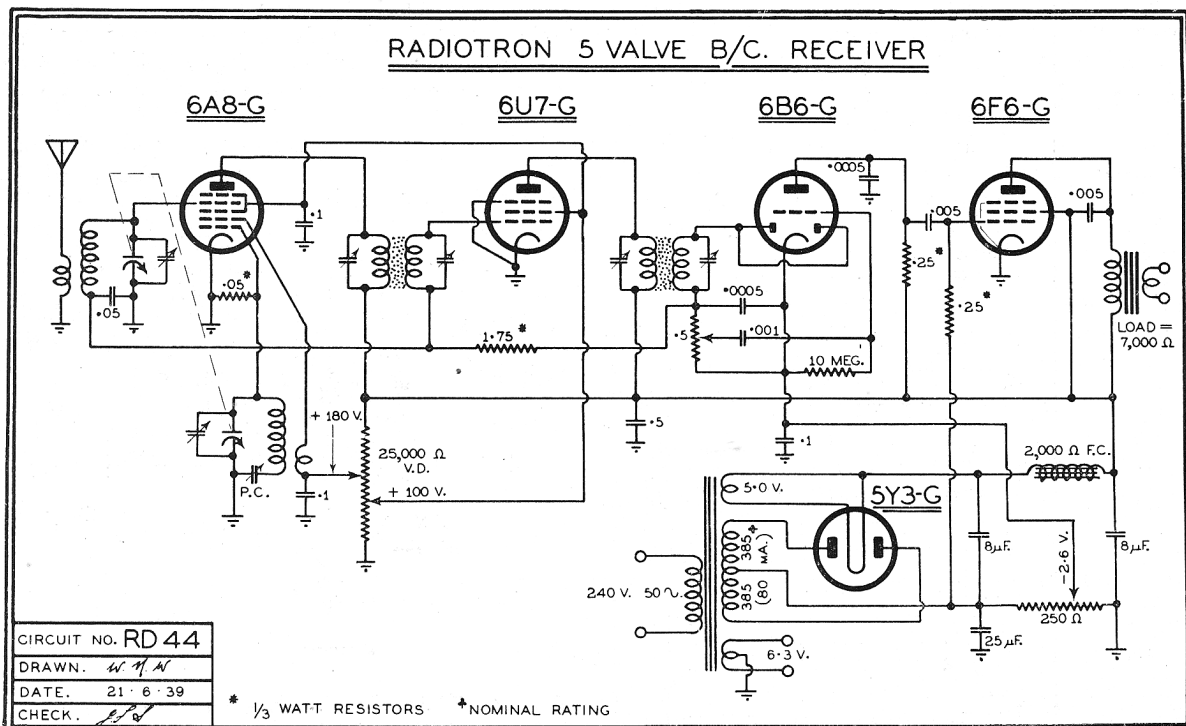 RADIOTRON 5 VALVE B/C. RECEIVER
6A8-G
6U7-G
6B6-G
6F6-G
·1
·0005
·005
·005
·05*
·05
·25*
·25*
·0005
·5
·001
1·75*
10 MEG.
LOAD =
7,000 Ω
+ 180 V.
25,000 Ω
V.D.
+ 100 V.
P.C.
·1
·5
·1
2,000 Ω F.C.
5·0 V.
5Y3-G
385
385
(80 MA.)
8μF.
-2.6 V.
8μF.
240 V. 50∿.
250 Ω
25μF.
6·3 V.
CIRCUIT NO. RD 44
DRAWN.
DATE. 21·6·39
CHECK.
* 1/3 WATT RESISTORS ♣NOMINAL RATING